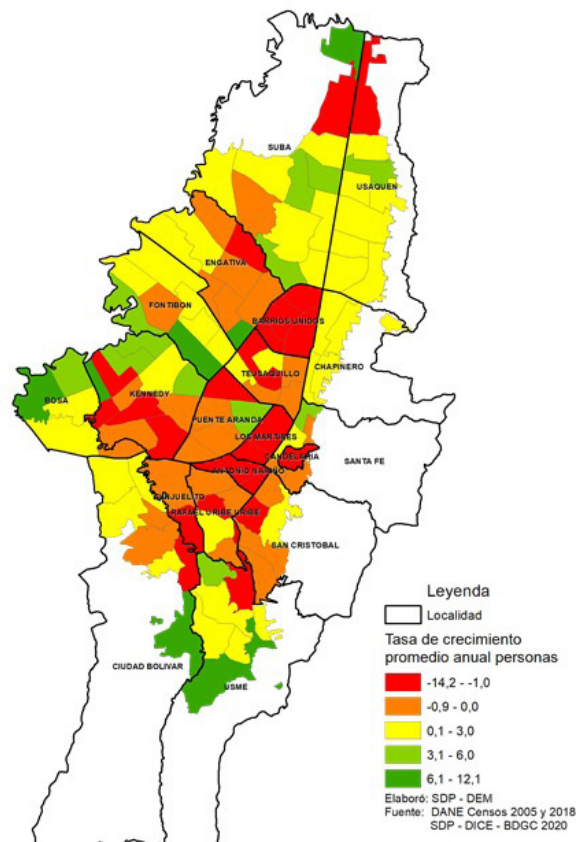 SUBA
USAQUEN
ENGATIVA
FONTIBON
BARRIOS UNIDOS
TEUSAQUILLO
CHAPINERO
BOSA
KENNEDY
PUENTE ARANDA
LOS MARTIRES
CANDELARIA
SANTA FE
ANTONIO NARIÑO
TUNJUELITO
RAFAEL URIBE URIBE
SAN CRISTOBAL
CIUDAD BOLIVAR
USME
Leyenda
Localidad
Tasa de crecimiento
promedio anual personas
-14,2 - -1,0
-0,9 - 0,0
0,1 - 3,0
3,1 - 6,0
6,1 - 12,1
Elaboró: SDP - DEM
Fuente: DANE Censos 2005 y 2018
SDP - DICE - BDGC 2020